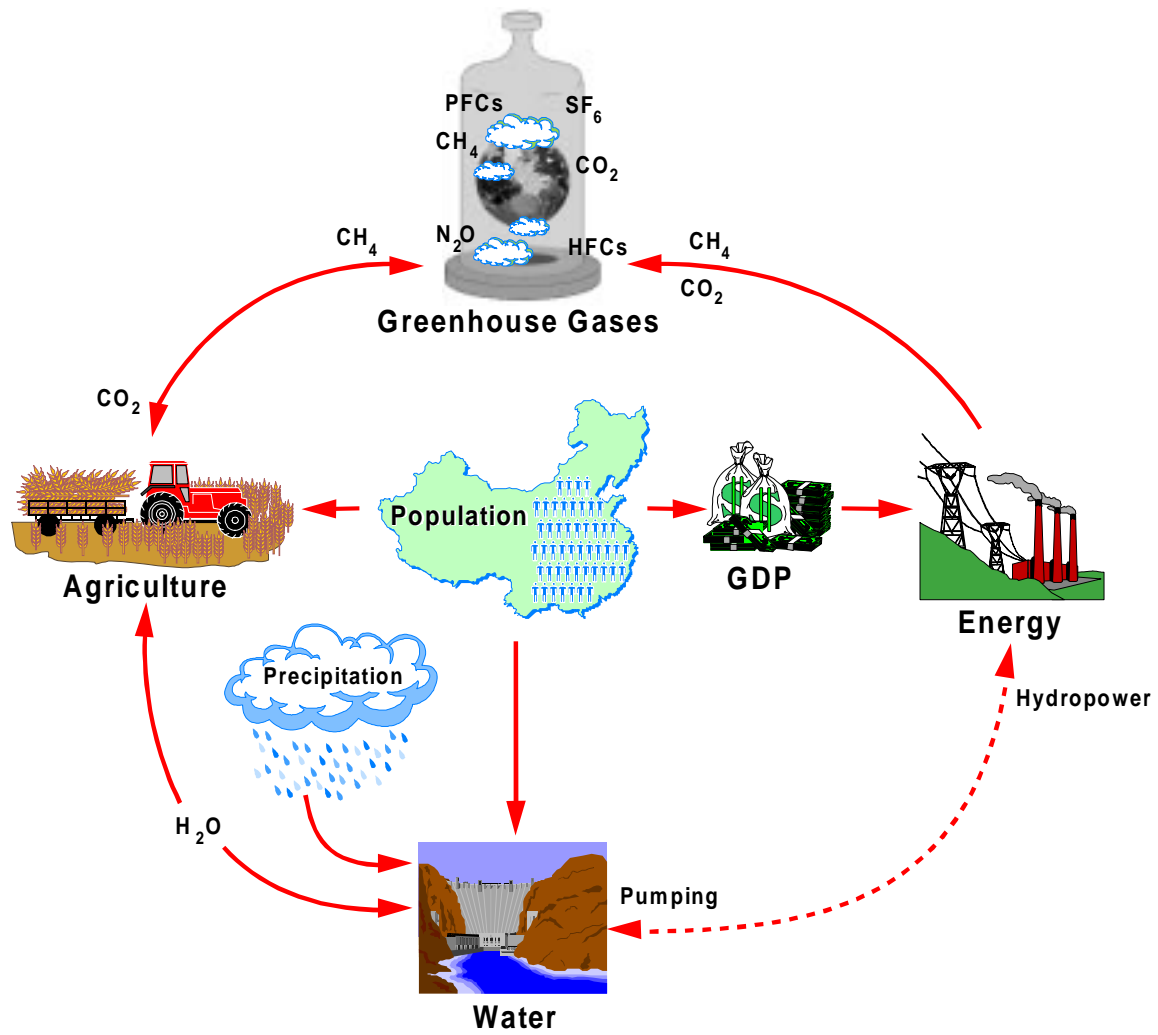 PFCs
SF6
CH4
CO2
N2O
HFCs
CH4
CH4
CO2
Greenhouse Gases
CO2
Population
Agriculture
GDP
Energy
Precipitation
Hydropower
H2O
Pumping
Water
$
$